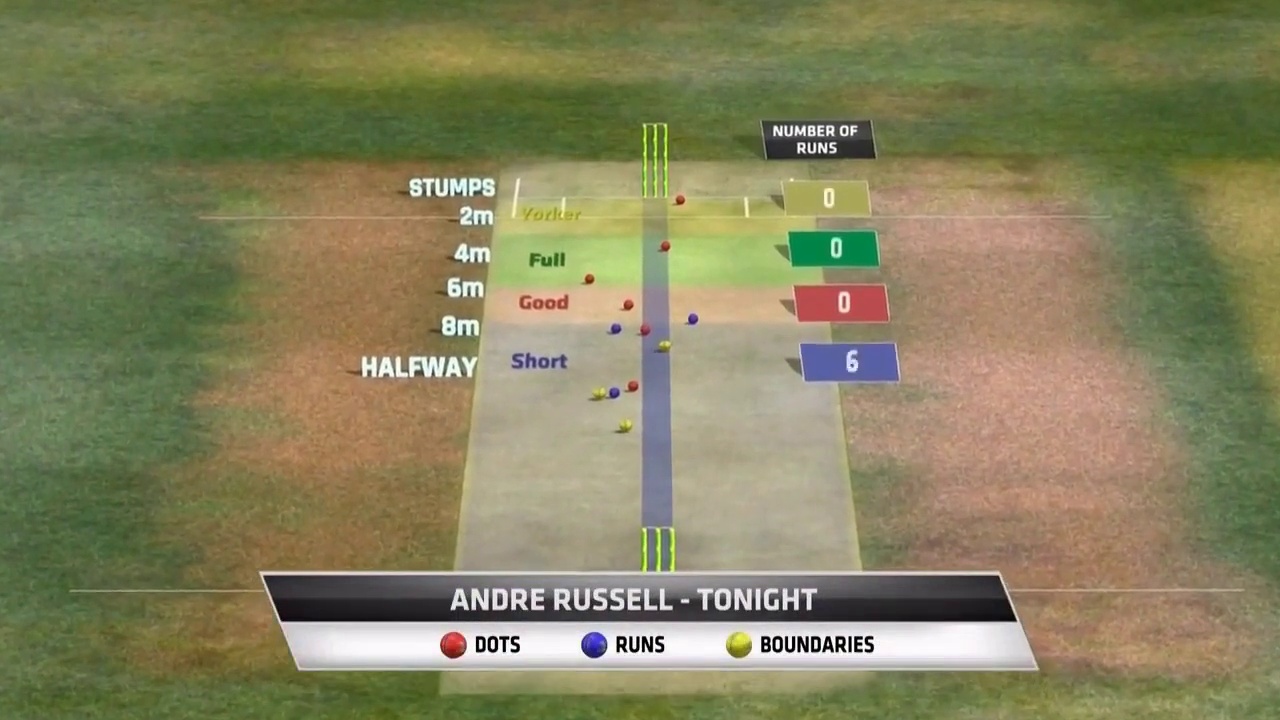 NUMBER OF
RUNS
STUMPS
0
2m
Yorker
4m
Full
0
6m
Good
0
8m
HALFWAY
Short
6
ANDRE RUSSELL - TONIGHT
DOTS
RUNS
BOUNDARIES